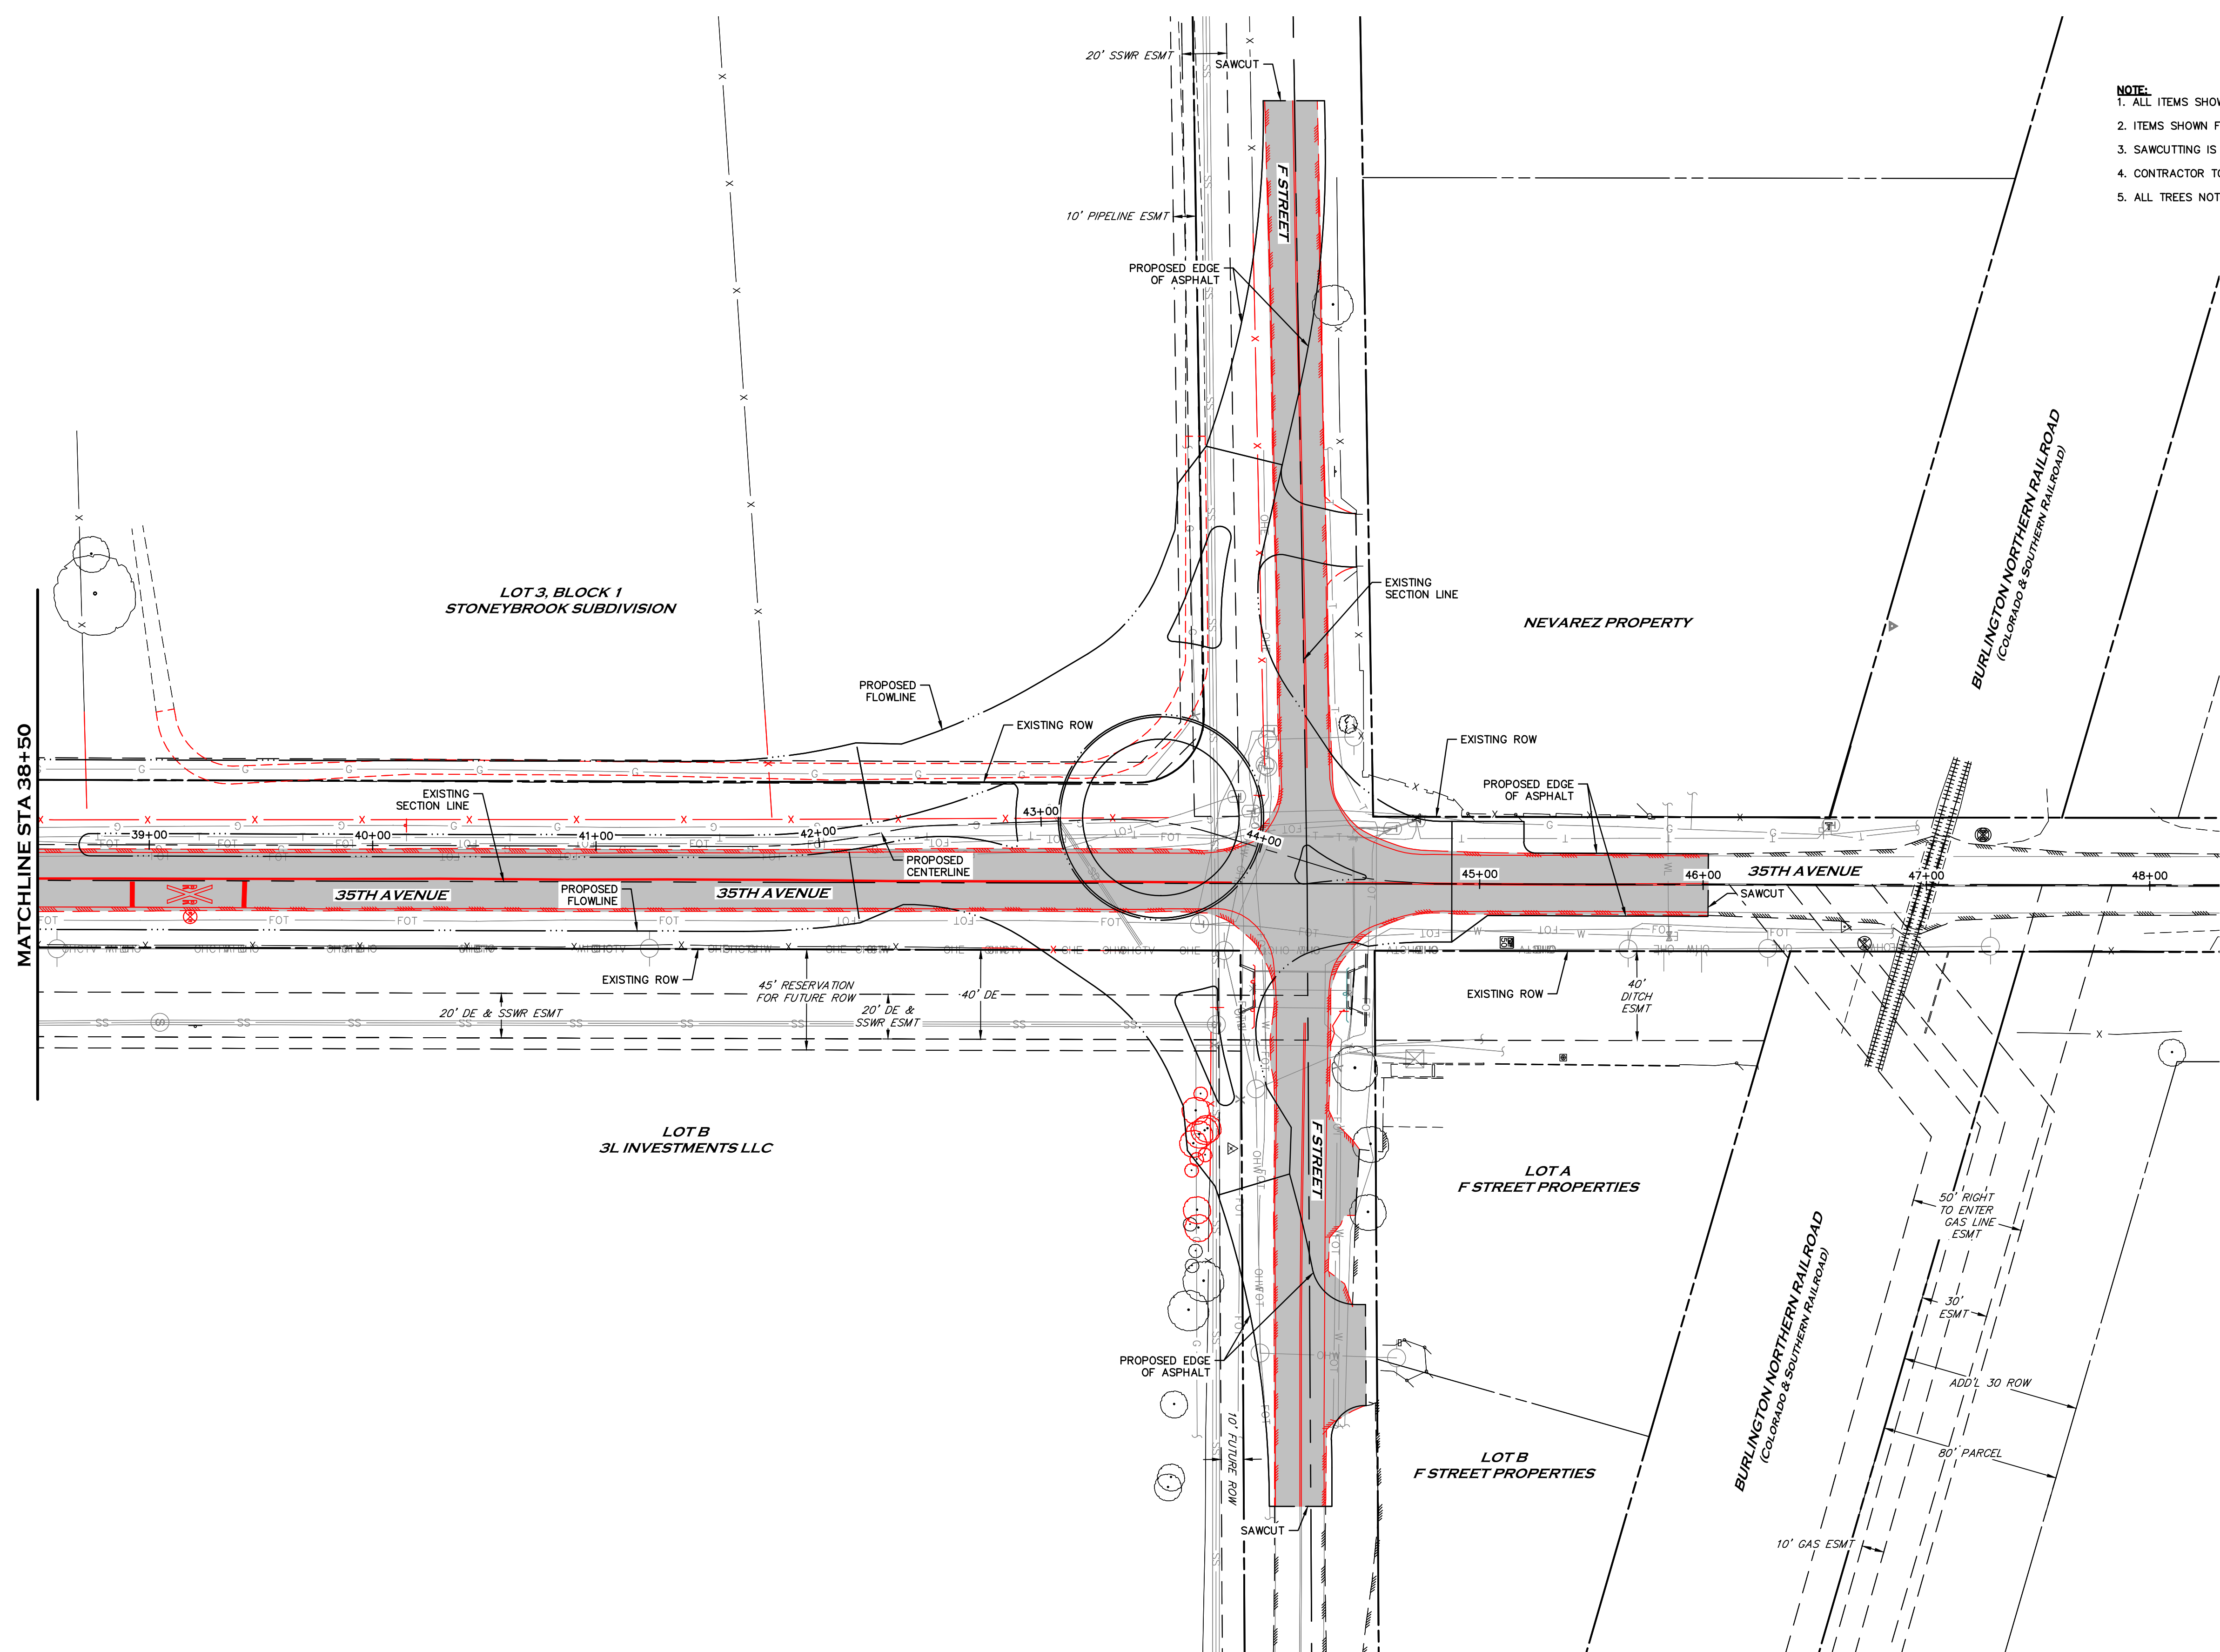 20' SSWR ESMT
SAWCUT
NOTE:
1. ALL ITEMS SHOW
2. ITEMS SHOWN F
3. SAWCUTTING IS
4. CONTRACTOR TO
5. ALL TREES NOT
10' PIPELINE ESMT
F STREET
PROPOSED EDGE
OF ASPHALT
EXISTING
SECTION LINE
LOT 3, BLOCK 1
STONEYBROOK SUBDIVISION
NEVAREZ PROPERTY
BURLINGTON NORTHERN RAILROAD
(COLORADO & SOUTHERN RAILROAD)
PROPOSED
FLOWLINE
EXISTING ROW
EXISTING ROW
PROPOSED EDGE
OF ASPHALT
MATCHLINE STA 38+50
EXISTING
SECTION LINE
39+00
40+00
41+00
42+00
43+00
44+00
45+00
46+00
47+00
48+00
PROPOSED
CENTERLINE
35TH AVENUE
PROPOSED
FLOWLINE
35TH AVENUE
35TH AVENUE
SAWCUT
EXISTING ROW
45' RESERVATION
FOR FUTURE ROW
40' DE
20' DE & SSWR ESMT
20' DE &
SSWR ESMT
EXISTING ROW
40'
DITCH
ESMT
LOT B
3L INVESTMENTS LLC
F STREET
LOT A
F STREET PROPERTIES
50' RIGHT
TO ENTER
GAS LINE
ESMT
30'
ESMT
PROPOSED EDGE
OF ASPHALT
10' FUTURE ROW
ADD'L 30 ROW
80' PARCEL
BURLINGTON NORTHERN RAILROAD
(COLORADO & SOUTHERN RAILROAD)
LOT B
F STREET PROPERTIES
SAWCUT
10' GAS ESMT